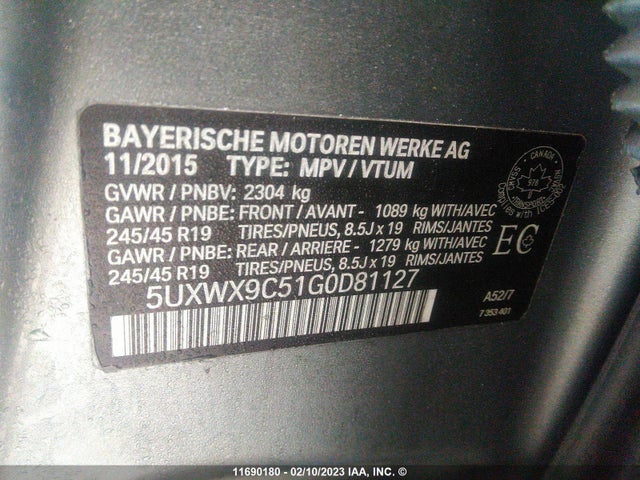 BAYERISCHE MOTOREN WERKE AG
11/2015 TYPE: MPV / VTUM
GVWR / PNBV: 2304 kg
GAWR / PNBE: FRONT / AVANT - 1089 kg WITH/AVEC
245/45 R19 TIRES/PNEUS, 8.5J x 19 RIMS/JANTES
GAWR / PNBE: REAR / ARRIERE - 1279 kg WITH/AVEC
245/45 R19 TIRES/PNEUS, 8.5J x 19 RIMS/JANTES
5UXWX9C51G0D81127
CANADA
978
TRANSPORT
EC
A52/7
7 353 401
11690180 - 02/10/2023 IAA, INC. ©